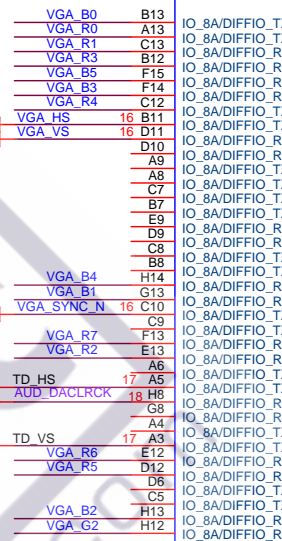 VGA_B0 B13 IO_8A/DIFFIO_T
VGA_R0 A13 IO_8A/DIFFIO_R
VGA_R1 C13 IO_8A/DIFFIO_T
VGA_R3 B12 IO_8A/DIFFIO_R
VGA_B5 F15 IO_8A/DIFFIO_T
VGA_B3 F14 IO_8A/DIFFIO_R
VGA_R4 C12 IO_8A/DIFFIO_T
VGA_HS 16 B11 IO_8A/DIFFIO_R
VGA_VS 16 D11 IO_8A/DIFFIO_T
D10 IO_8A/DIFFIO_R
A9 IO_8A/DIFFIO_T
A8 IO_8A/DIFFIO_R
C7 IO_8A/DIFFIO_T
B7 IO_8A/DIFFIO_R
E9 IO_8A/DIFFIO_T
D9 IO_8A/DIFFIO_R
C8 IO_8A/DIFFIO_T
B8 IO_8A/DIFFIO_R
VGA_B4 H14 IO_8A/DIFFIO_T
VGA_B1 G13 IO_8A/DIFFIO_R
VGA_SYNC_N 16 C10 IO_8A/DIFFIO_T
C9 IO_8A/DIFFIO_R
VGA_R7 F13 IO_8A/DIFFIO_T
VGA_R2 E13 IO_8A/DIFFIO_R
A6 IO_8A/DIFFIO_T
TD_HS 17 A5 IO_8A/DIFFIO_R
AUD_DACLRCK 18 H8 IO_8A/DIFFIO_T
G8 IO_8A/DIFFIO_R
A4 IO_8A/DIFFIO_T
TD_VS 17 A3 IO_8A/DIFFIO_R
VGA_R6 E12 IO_8A/DIFFIO_T
VGA_R5 D12 IO_8A/DIFFIO_R
D6 IO_8A/DIFFIO_T
C5 IO_8A/DIFFIO_R
VGA_B2 H13 IO_8A/DIFFIO_T
VGA_G2 H12 IO_8A/DIFFIO_R